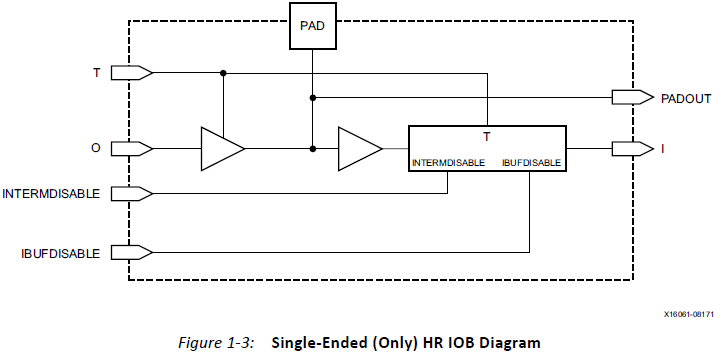 PAD
T
PADOUT
O
T
I
INTERMDISABLE IBUFDISABLE
INTERMDISABLE
IBUFDISABLE
X16061-08171
Figure 1-3: Single-Ended (Only) HR IOB Diagram